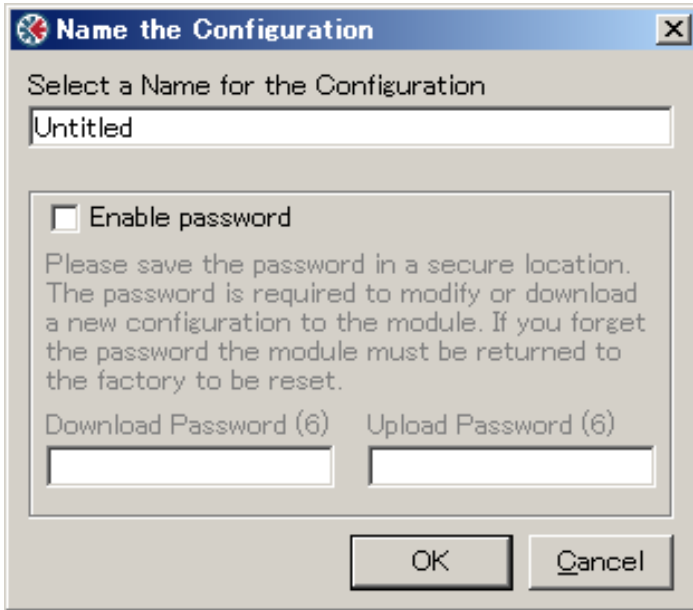 Name the Configuration
Select a Name for the Configuration
Untitled
Enable password
Please save the password in a secure location.
The password is required to modify or download
a new configuration to the module. If you forget
the password the module must be returned to
the factory to be reset.
Download Password (6) Upload Password (6)
OK Cancel